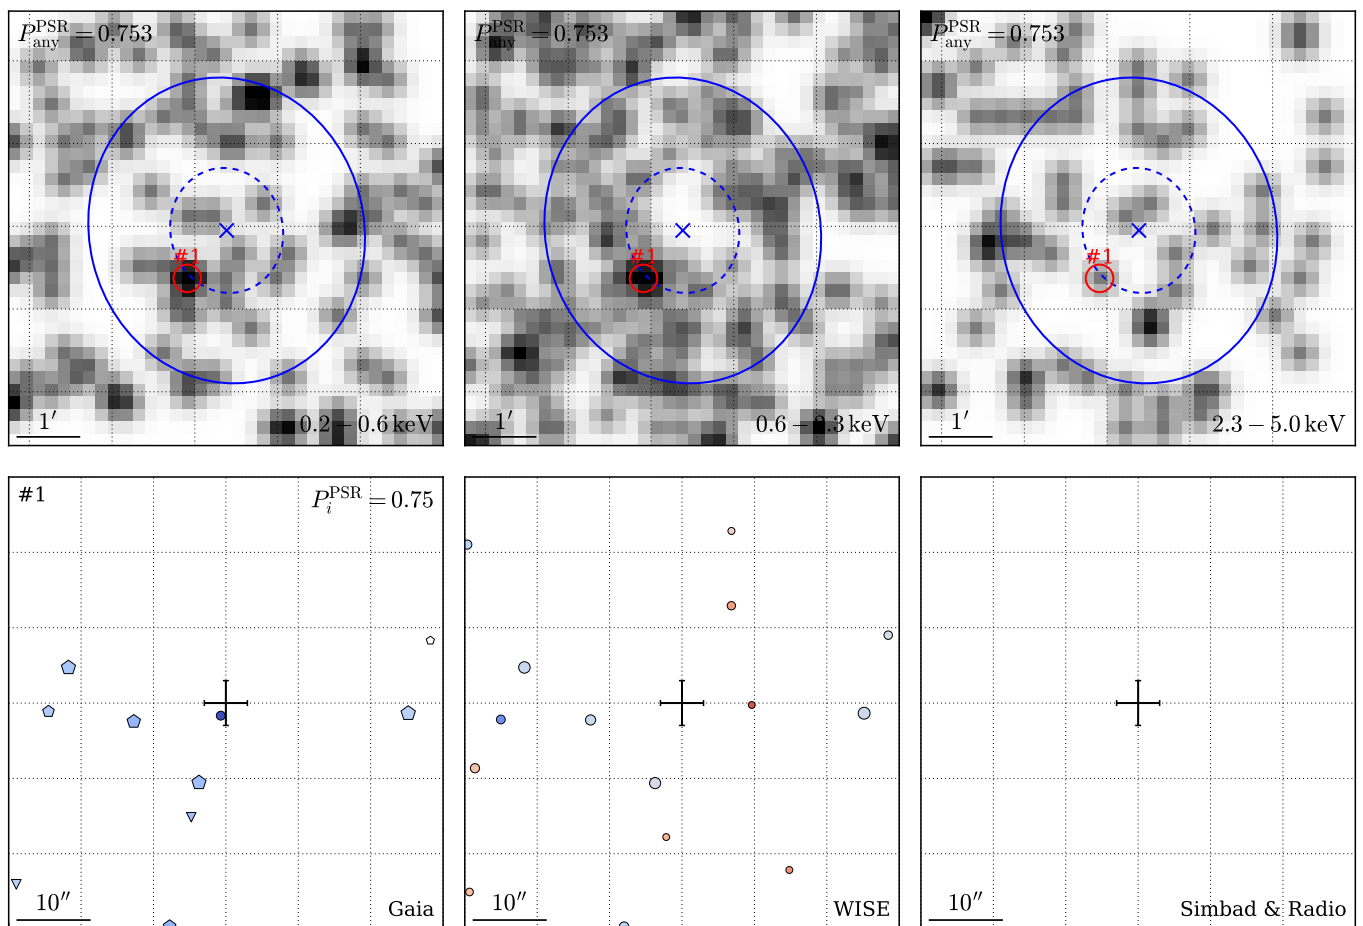 P_any^PSR = 0.753
#1
1′
0.2 − 0.6 keV
P_any^PSR = 0.753
#1
1′
0.6 − 2.3 keV
P_any^PSR = 0.753
#1
1′
2.3 − 5.0 keV
#1
P_i^PSR = 0.75
10″
Gaia
10″
WISE
10″
Simbad & Radio